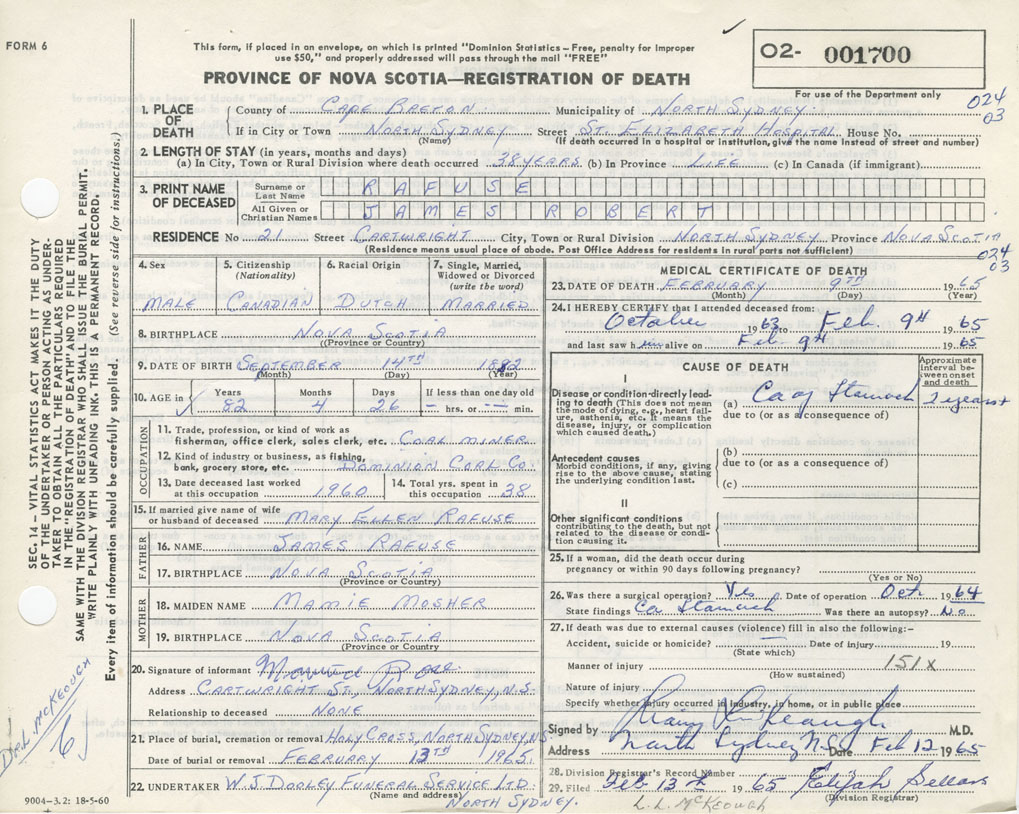 FORM 6
This form, if placed in an envelope, on which is printed "Dominion Statistics – Free, penalty for improper
use $50," and properly addressed will pass through the mail "FREE"
PROVINCE OF NOVA SCOTIA—REGISTRATION OF DEATH
O2- 001700
For use of the Department only
024
03
1. PLACE OF DEATH
County of CAPE BRETON Municipality of NORTH SYDNEY
If in City or Town NORTH SYDNEY Street ST. ELIZABETH HOSPITAL House No.
(Name) (If death occurred in a hospital or institution, give the name instead of street and number)
2. LENGTH OF STAY (in years, months and days)
(a) In City, Town or Rural Division where death occurred 38 YEARS (b) In Province LIFE (c) In Canada (if immigrant)
3. PRINT NAME OF DECEASED
Surname or Last Name RAFUSE
All Given or Christian Names JAMES ROBERT
RESIDENCE No 21 Street CARTWRIGHT City, Town or Rural Division NORTH SYDNEY Province NOVA SCOTIA
(Residence means usual place of abode. Post Office Address for residents in rural parts not sufficient)
024
03
4. Sex
MALE
5. Citizenship
(Nationality)
CANADIAN
6. Racial Origin
DUTCH
7. Single, Married, Widowed or Divorced
(write the word)
MARRIED
8. BIRTHPLACE NOVA SCOTIA
(Province or Country)
9. DATE OF BIRTH SEPTEMBER 14TH 1882
(Month) (Day) (Year)
10. AGE in
Years Months Days If less than one day old
82 4 26 -- hrs. or -- min.
OCCUPATION
11. Trade, profession, or kind of work as
fisherman, office clerk, sales clerk, etc. COAL MINER
12. Kind of industry or business, as fishing,
bank, grocery store, etc. DOMINION COAL CO.
13. Date deceased last worked
at this occupation 1960
14. Total yrs. spent in
this occupation 38
15. If married give name of wife
or husband of deceased MARY ELLEN RAFUSE
FATHER
16. NAME JAMES RAFUSE
17. BIRTHPLACE NOVA SCOTIA
(Province or Country)
MOTHER
18. MAIDEN NAME MAMIE MOSHER
19. BIRTHPLACE NOVA SCOTIA
(Province or Country)
20. Signature of informant
Address CARTWRIGHT ST., NORTH SYDNEY, N.S.
Relationship to deceased NONE
21. Place of burial, cremation or removal HOLY CROSS, NORTH SYDNEY, N.S.
Date of burial or removal FEBRUARY 13TH 1965
22. UNDERTAKER W.J. DOOLEY FUNERAL SERVICE LTD.
(Name and address) NORTH SYDNEY.
MEDICAL CERTIFICATE OF DEATH
23. DATE OF DEATH FEBRUARY 9TH 1965
(Month) (Day) (Year)
24. I HEREBY CERTIFY that I attended deceased from:
October 1963 to Feb. 9th 1965
and last saw him alive on Feb 9th 1965
CAUSE OF DEATH
Approximate interval between onset and death
I
Disease or condition directly leading to death (This does not mean the mode of dying, e.g., heart failure, asthenia, etc. It means the disease, injury, or complication which caused death.)
(a) Ca of Stomach 2 years +
due to (or as a consequence of)
Antecedent causes
Morbid conditions, if any, giving rise to the above cause, stating the underlying condition last.
(b)
due to (or as a consequence of)
(c)
II
Other significant conditions
contributing to the death, but not related to the disease or condition causing it.
25. If a woman, did the death occur during
pregnancy or within 90 days following pregnancy?
(Yes or No)
26. Was there a surgical operation? Yes Date of operation Oct. 1964
State findings Ca Stomach Was there an autopsy? No
27. If death was due to external causes (violence) fill in also the following:–
Accident, suicide or homicide? Date of injury 19
(State which)
Manner of injury 151x
(How sustained)
Nature of injury
Specify whether injury occurred in industry, in home, or in public place
Signed by M.D.
Address North Sydney N.S. Date Feb 12 1965
28. Division Registrar's Record Number
29. Filed Feb 13th 1965 Elijah Sellars
(Division Registrar)
L.L. McKEOUGH
SEC. 14 – VITAL STATISTICS ACT MAKES IT THE DUTY
OF THE UNDERTAKER OR PERSON ACTING AS UNDER-
TAKER TO OBTAIN ALL THE PARTICULARS REQUIRED
IN THE "REGISTRATION OF DEATH" AND TO FILE THE
SAME WITH THE DIVISION REGISTRAR WHO SHALL ISSUE THE BURIAL PERMIT.
WRITE PLAINLY WITH UNFADING INK. THIS IS A PERMANENT RECORD.
Every item of information should be carefully supplied. (See reverse side for instructions.)
DR. L. McKEOUGH
6
9004–3.2: 18-5-60